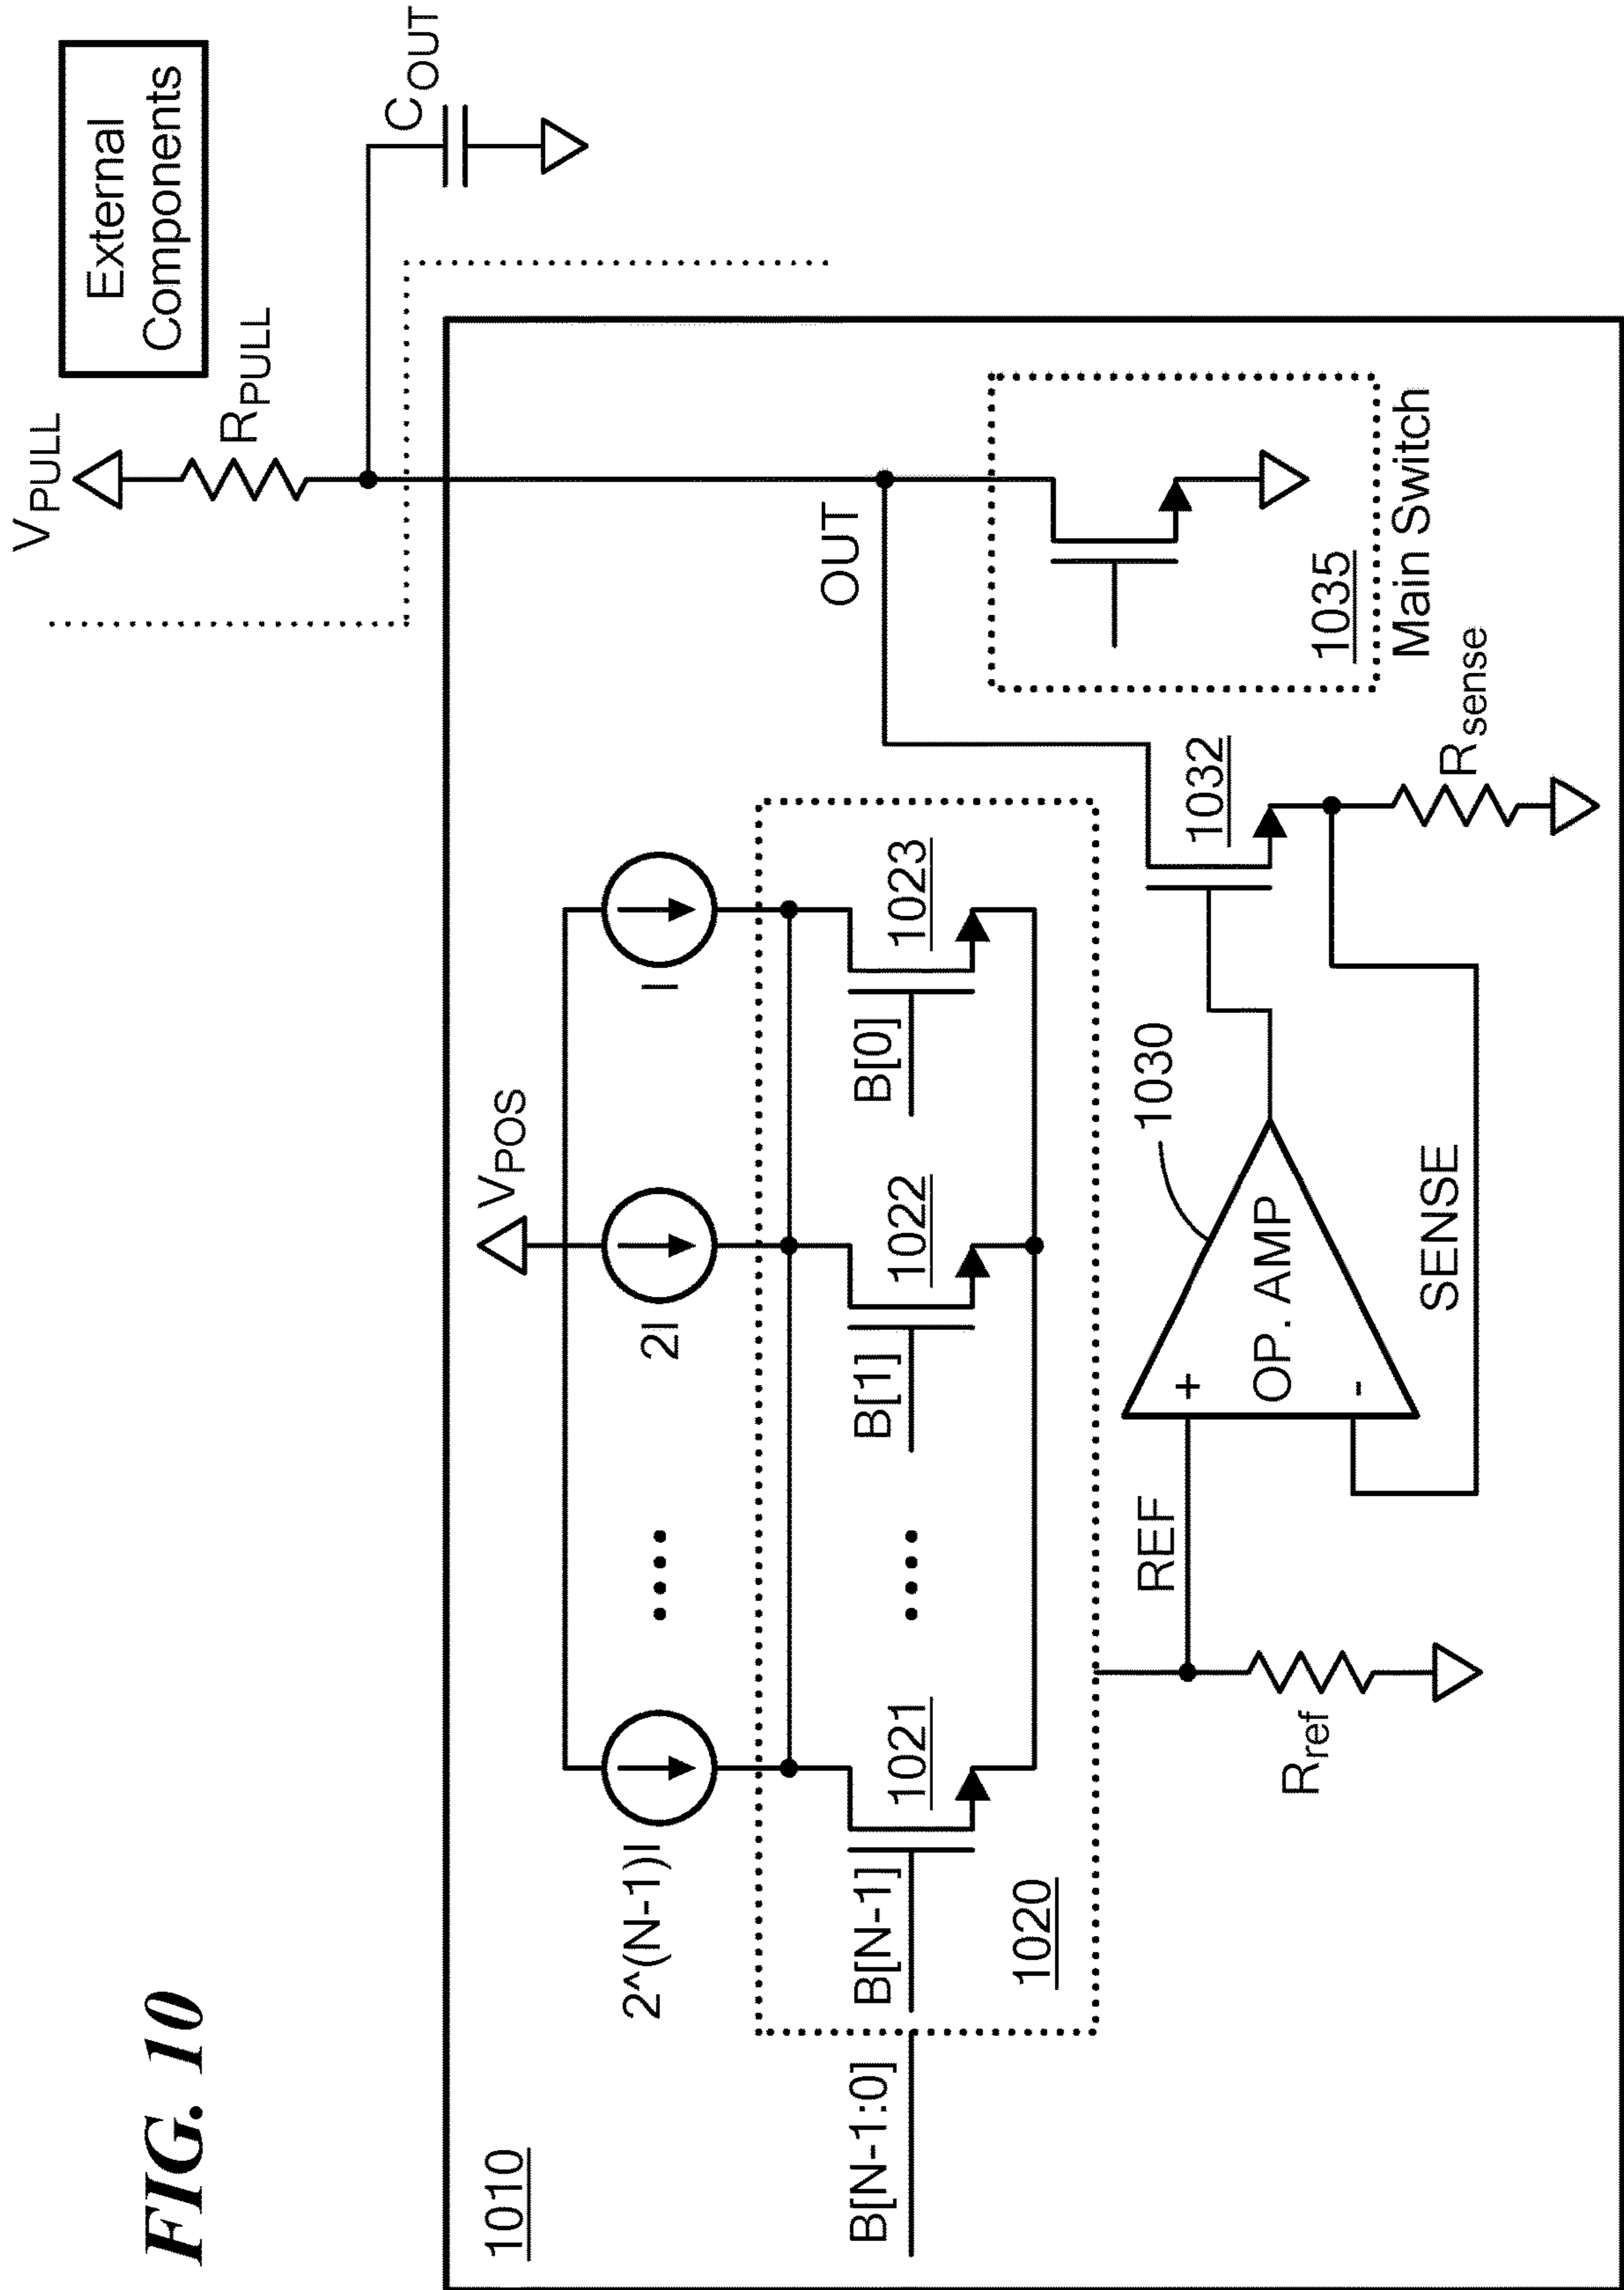 FIG. 10
External
Components
VPULL
RPULL
COUT
1010
VPOS
2^(N-1)I
2I
I
OUT
B[N-1:0]
B[N-1]
1021
B[1]
1022
B[0]
1023
1020
1035
Main Switch
REF
1030
1032
+
OP. AMP
-
Rref
SENSE
Rsense